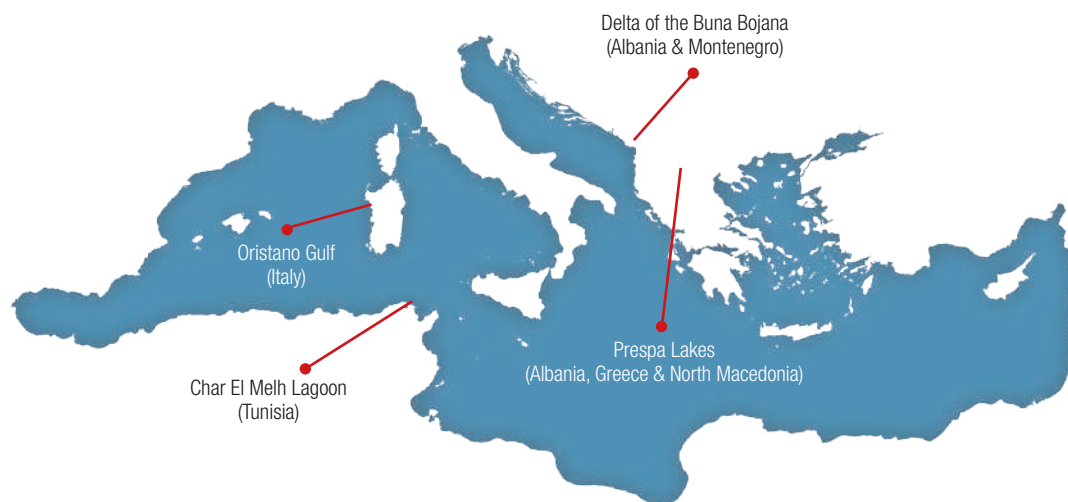 Delta of the Buna Bojana
(Albania & Montenegro)
Oristano Gulf
(Italy)
Prespa Lakes
(Albania, Greece & North Macedonia)
Char El Melh Lagoon
(Tunisia)